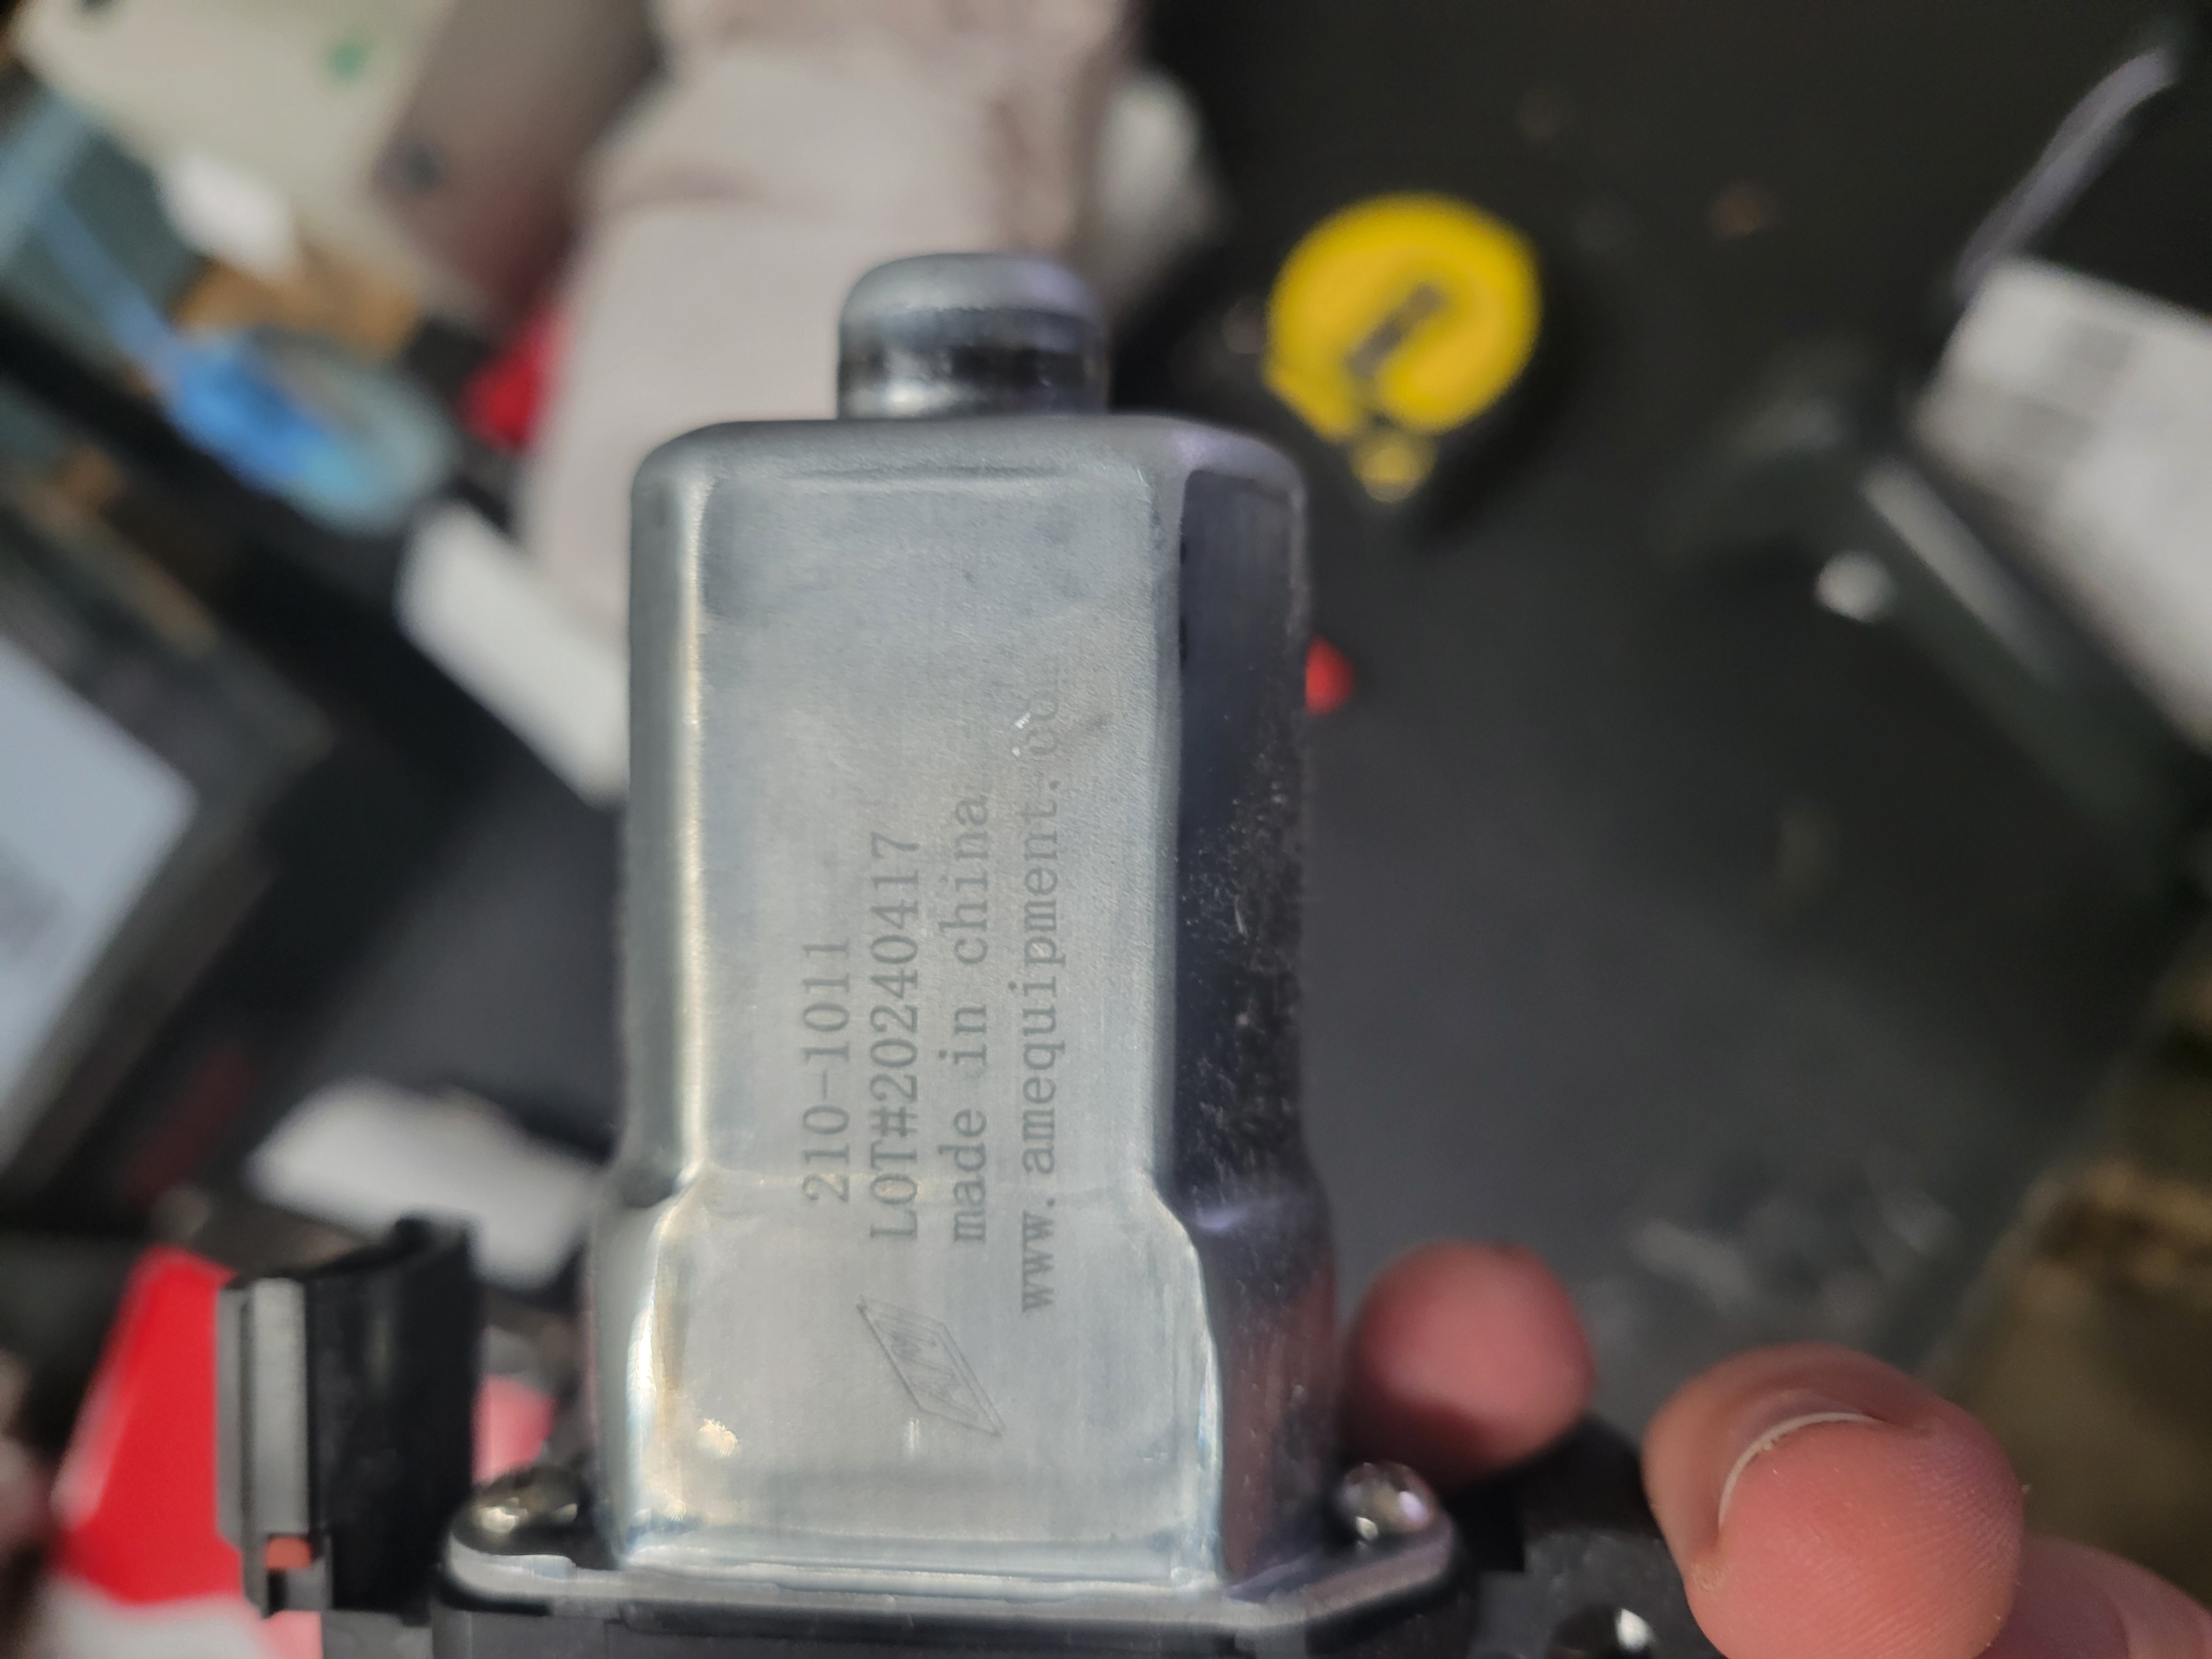 210-1011
LOT#20240417
made in china
www.amequipment.co